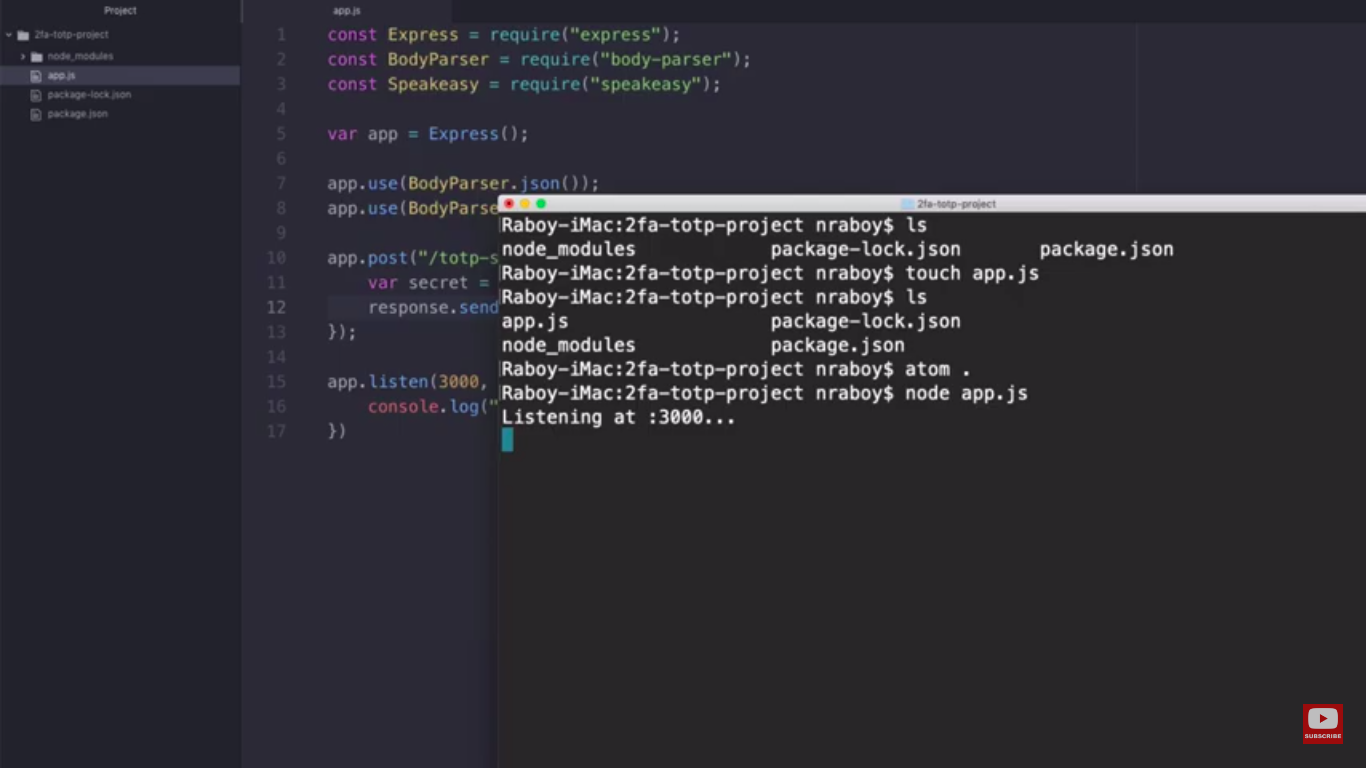 Project
2fa-totp-project
node_modules
app.js
package-lock.json
package.json
app.js
1 const Express = require("express");
2 const BodyParser = require("body-parser");
3 const Speakeasy = require("speakeasy");
4
5 var app = Express();
6
7 app.use(BodyParser.json());
8 app.use(BodyParse
9
10 app.post("/totp-s
11 var secret =
12 response.send
13 });
14
15 app.listen(3000,
16 console.log("
17 })
2fa-totp-project
Raboy-iMac:2fa-totp-project nraboy$ ls
node_modules package-lock.json package.json
Raboy-iMac:2fa-totp-project nraboy$ touch app.js
Raboy-iMac:2fa-totp-project nraboy$ ls
app.js package-lock.json
node_modules package.json
Raboy-iMac:2fa-totp-project nraboy$ atom .
Raboy-iMac:2fa-totp-project nraboy$ node app.js
Listening at :3000...
SUBSCRIBE